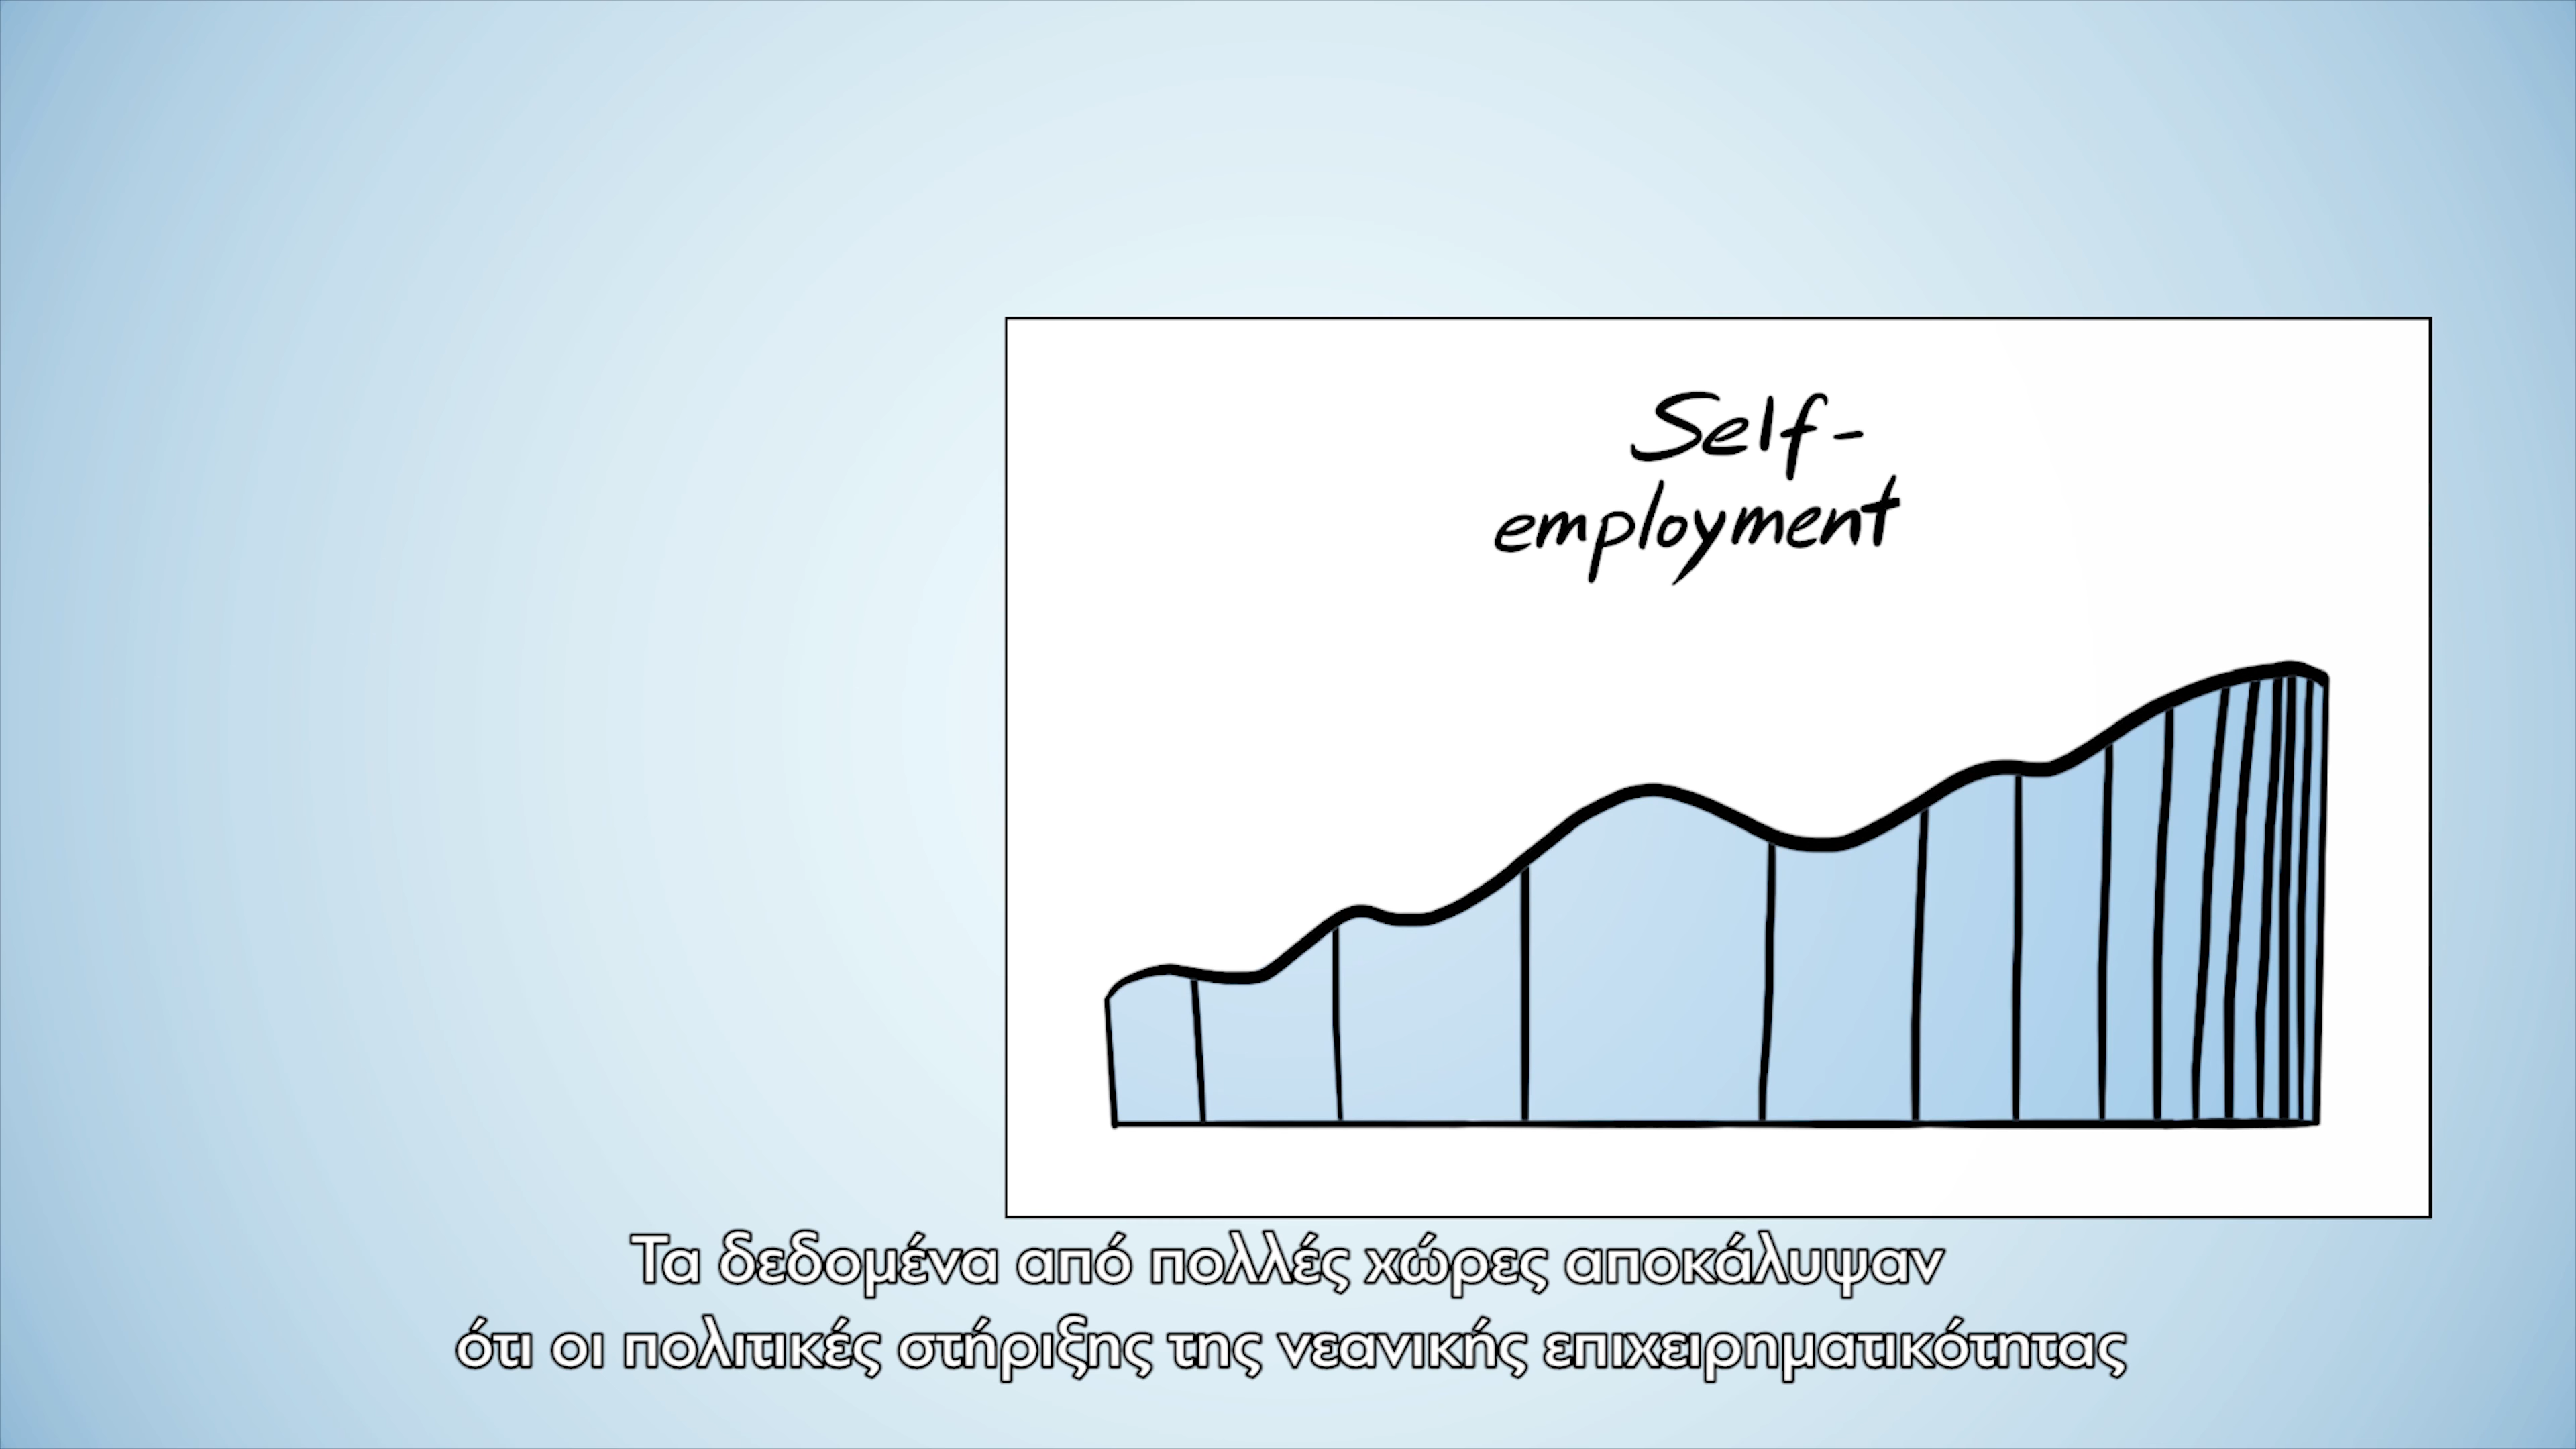 Self-
employment
Τα δεδομένα από πολλές χώρες αποκάλυψαν
ότι οι πολιτικές στήριξης της νεανικής επιχειρηματικότητας